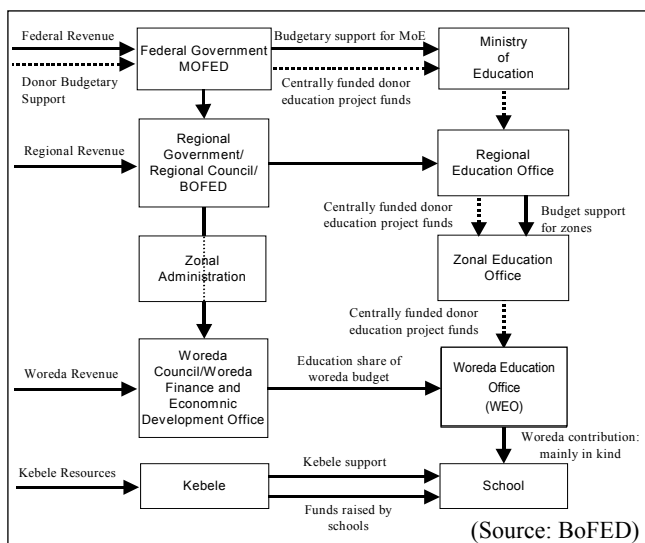 Federal Revenue
Donor Budgetary
Support
Federal Government
MOFED
Budgetary support for MoE
Centrally funded donor
education project funds
Ministry
of
Education
Regional Revenue
Regional
Government/
Regional Council/
BOFED
Regional
Education Office
Centrally funded donor
education project funds
Budget support
for zones
Zonal
Administration
Zonal Education
Office
Centrally funded donor
education project funds
Woreda Revenue
Woreda
Council/Woreda
Finance and
Economnic
Development Office
Education share of
woreda budget
Woreda Education
Office
(WEO)
Woreda contribution:
mainly in kind
Kebele Resources
Kebele
Kebele support
Funds raised by
schools
School
(Source: BoFED)